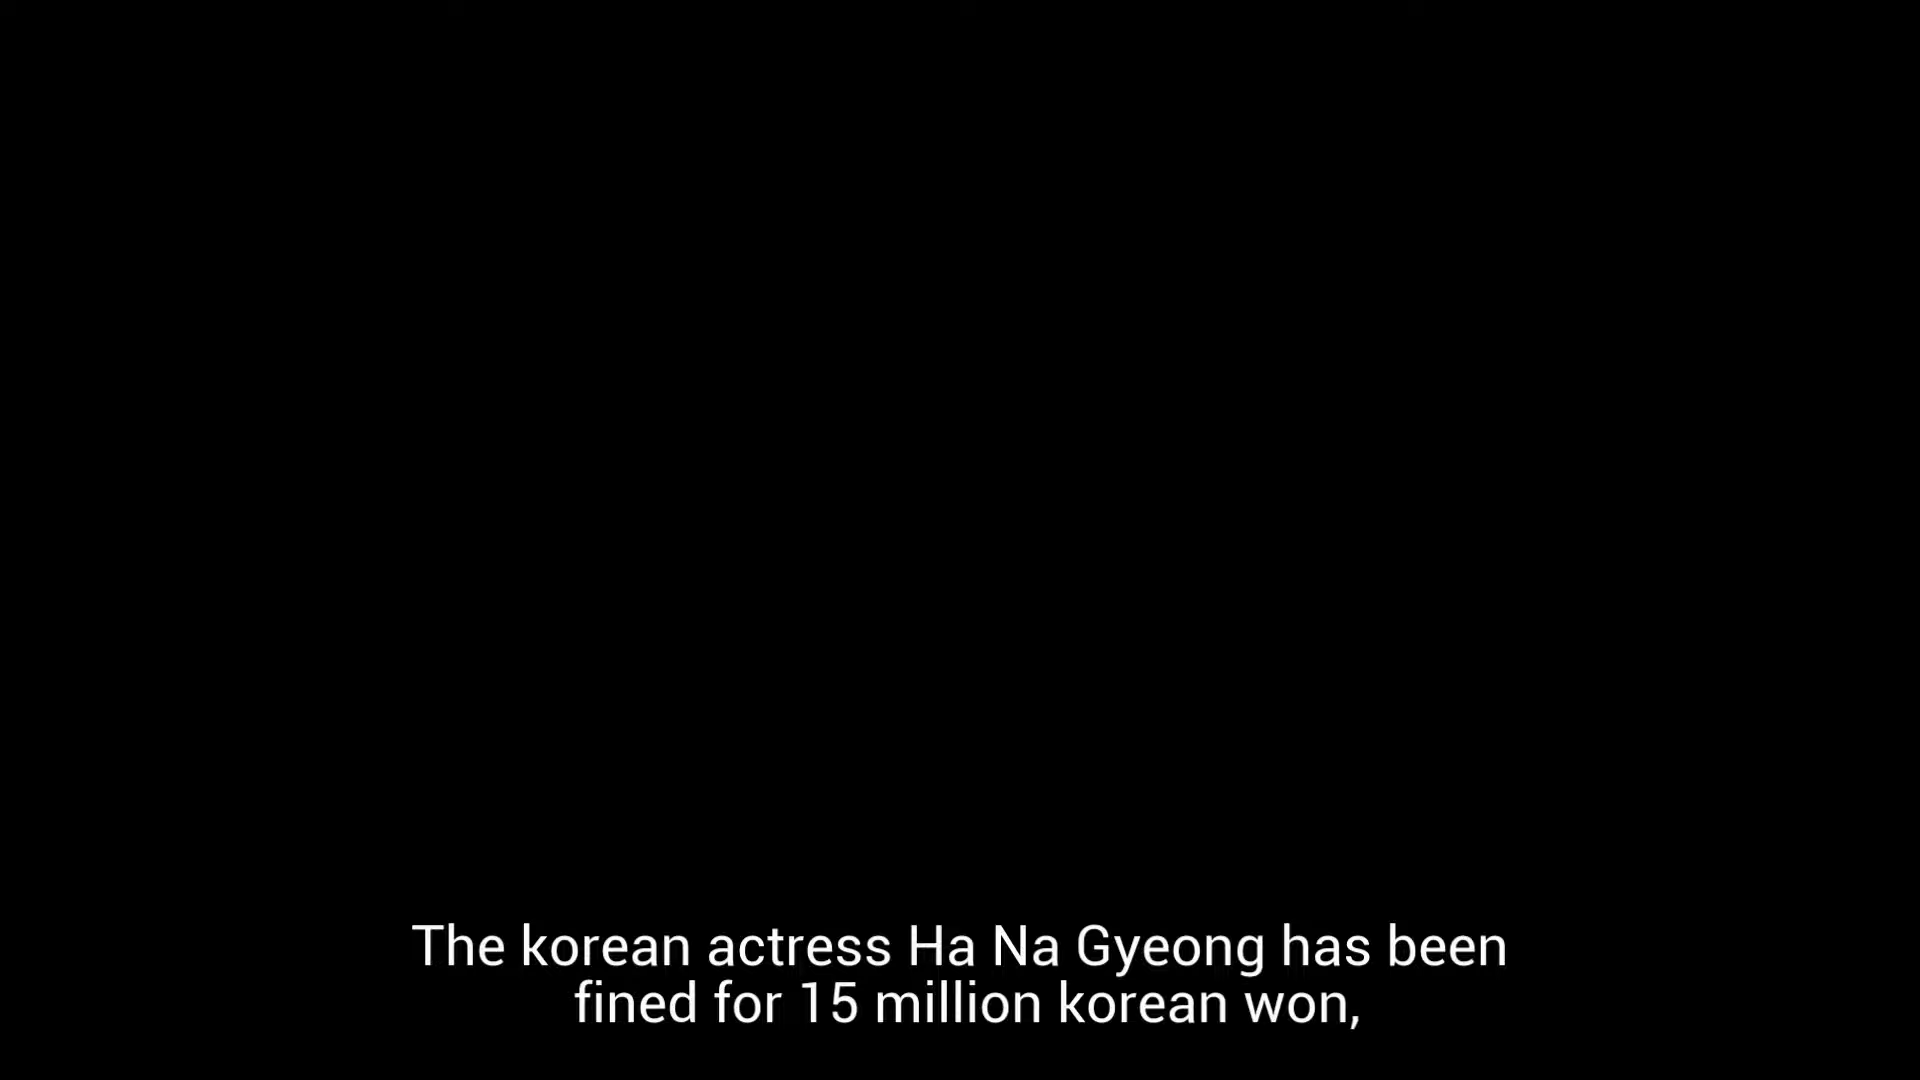 The korean actress Ha Na Gyeong has been
fined for 15 million korean won,